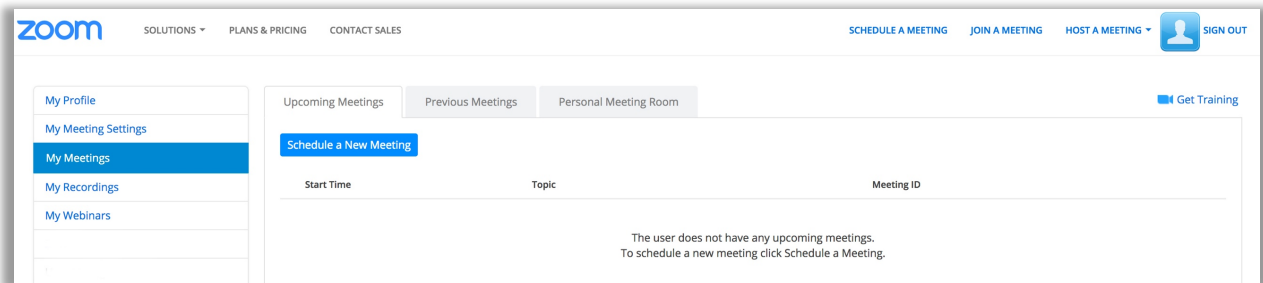 zoom SOLUTIONS PLANS & PRICING CONTACT SALES SCHEDULE A MEETING JOIN A MEETING HOST A MEETING SIGN OUT
My Profile
My Meeting Settings
My Meetings
My Recordings
My Webinars
Upcoming Meetings Previous Meetings Personal Meeting Room Get Training
Schedule a New Meeting
Start Time Topic Meeting ID
The user does not have any upcoming meetings.
To schedule a new meeting click Schedule a Meeting.